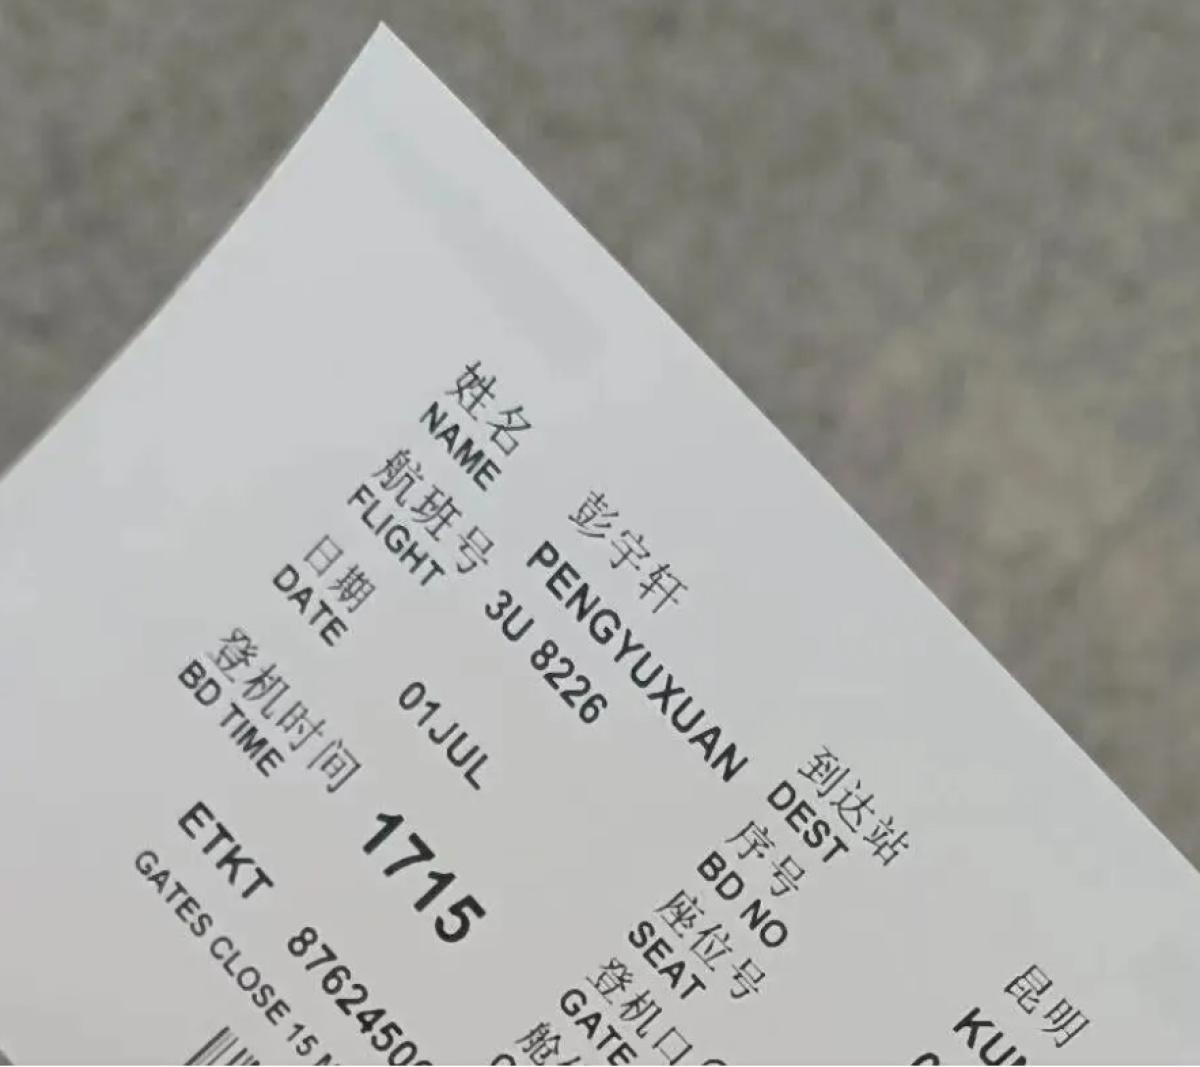 姓名 彭宇轩
NAME PENGYUXUAN
到达站 昆明
DEST
航班号
FLIGHT 3U 8226
序号
BD NO
日期
DATE 01JUL
座位号
SEAT
登机时间
BD TIME 1715
登机口
GATE
ETKT
GATES CLOSE 15